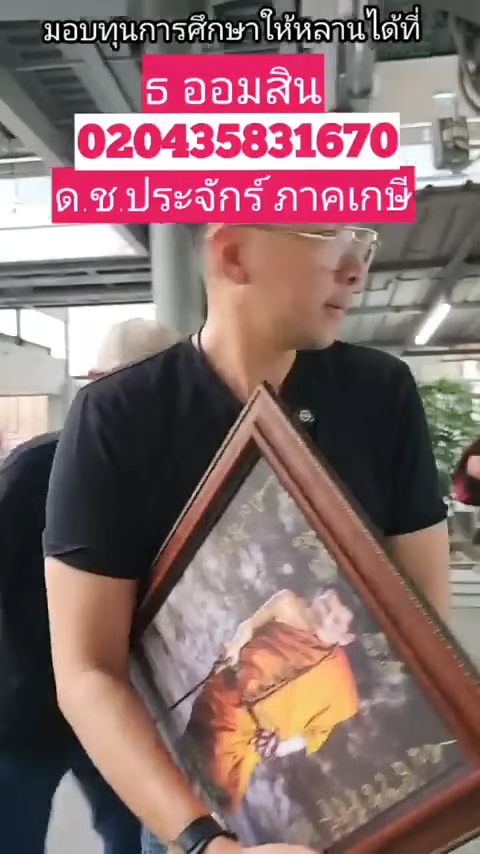 มอบทุนการศึกษาให้หลานได้ที่
ธ ออมสิน
020435831670
ด.ช.ประจักร์ ภาคเกษี